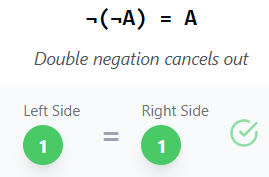 ¬(¬A) = A
Double negation cancels out
Left Side Right Side
1 = 1